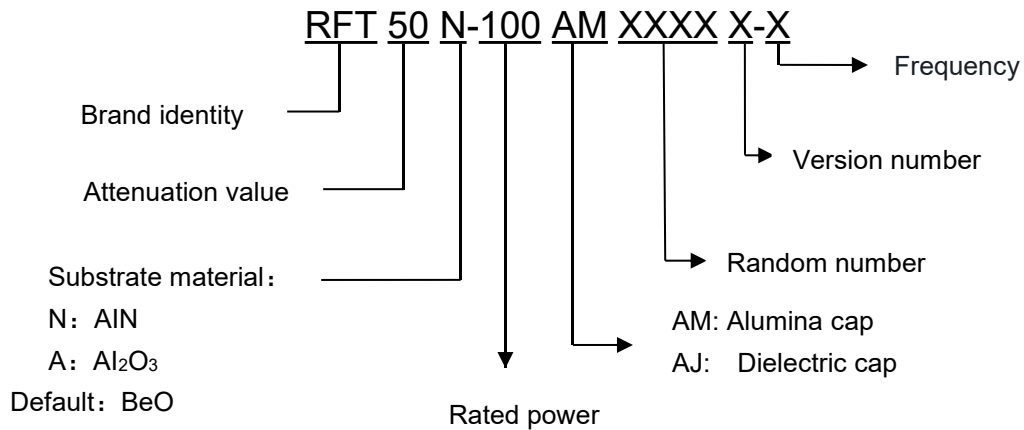 RFT 50 N-100 AM XXXX X-X
Frequency
Brand identity
Version number
Attenuation value
Random number
Substrate material：
N：AlN
A：Al₂O₃
Default：BeO
AM: Alumina cap
AJ: Dielectric cap
Rated power